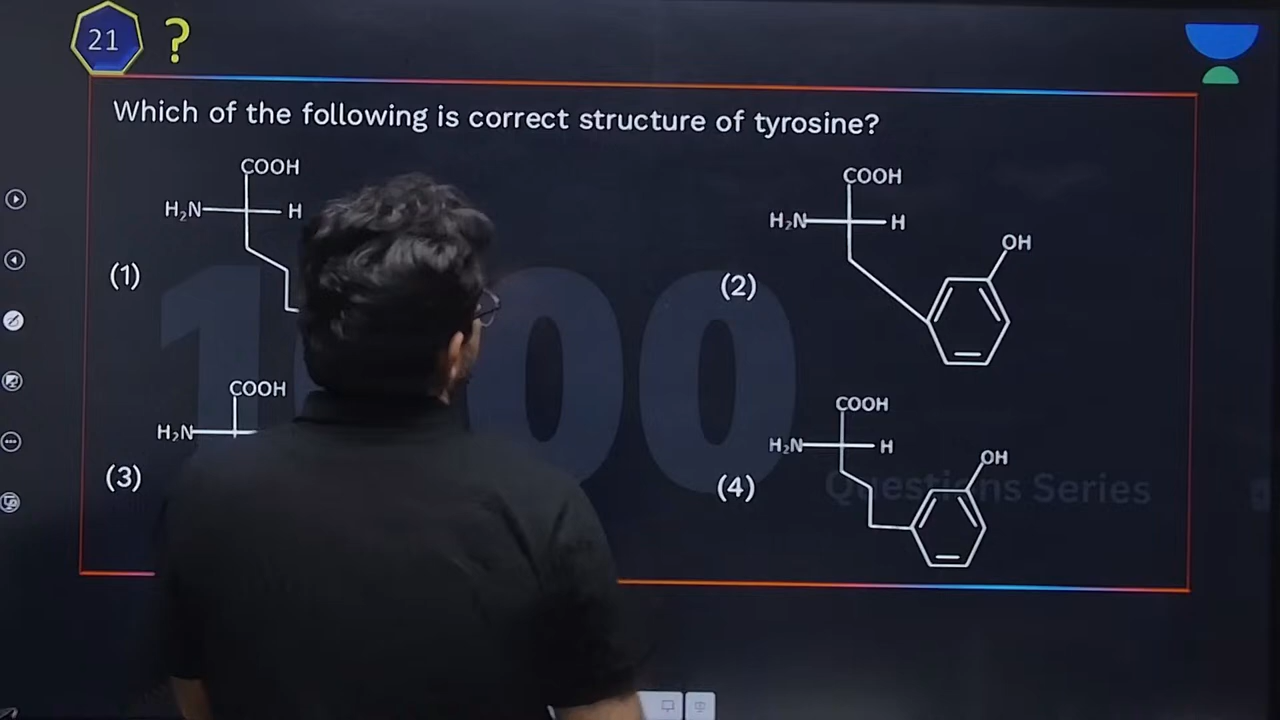 21 ?
Which of the following is correct structure of tyrosine?
(1)
COOH
H₂N H
(2)
COOH
H₂N H
OH
(3)
COOH
H₂N
(4)
COOH
H₂N H
OH
1000
Questions Series